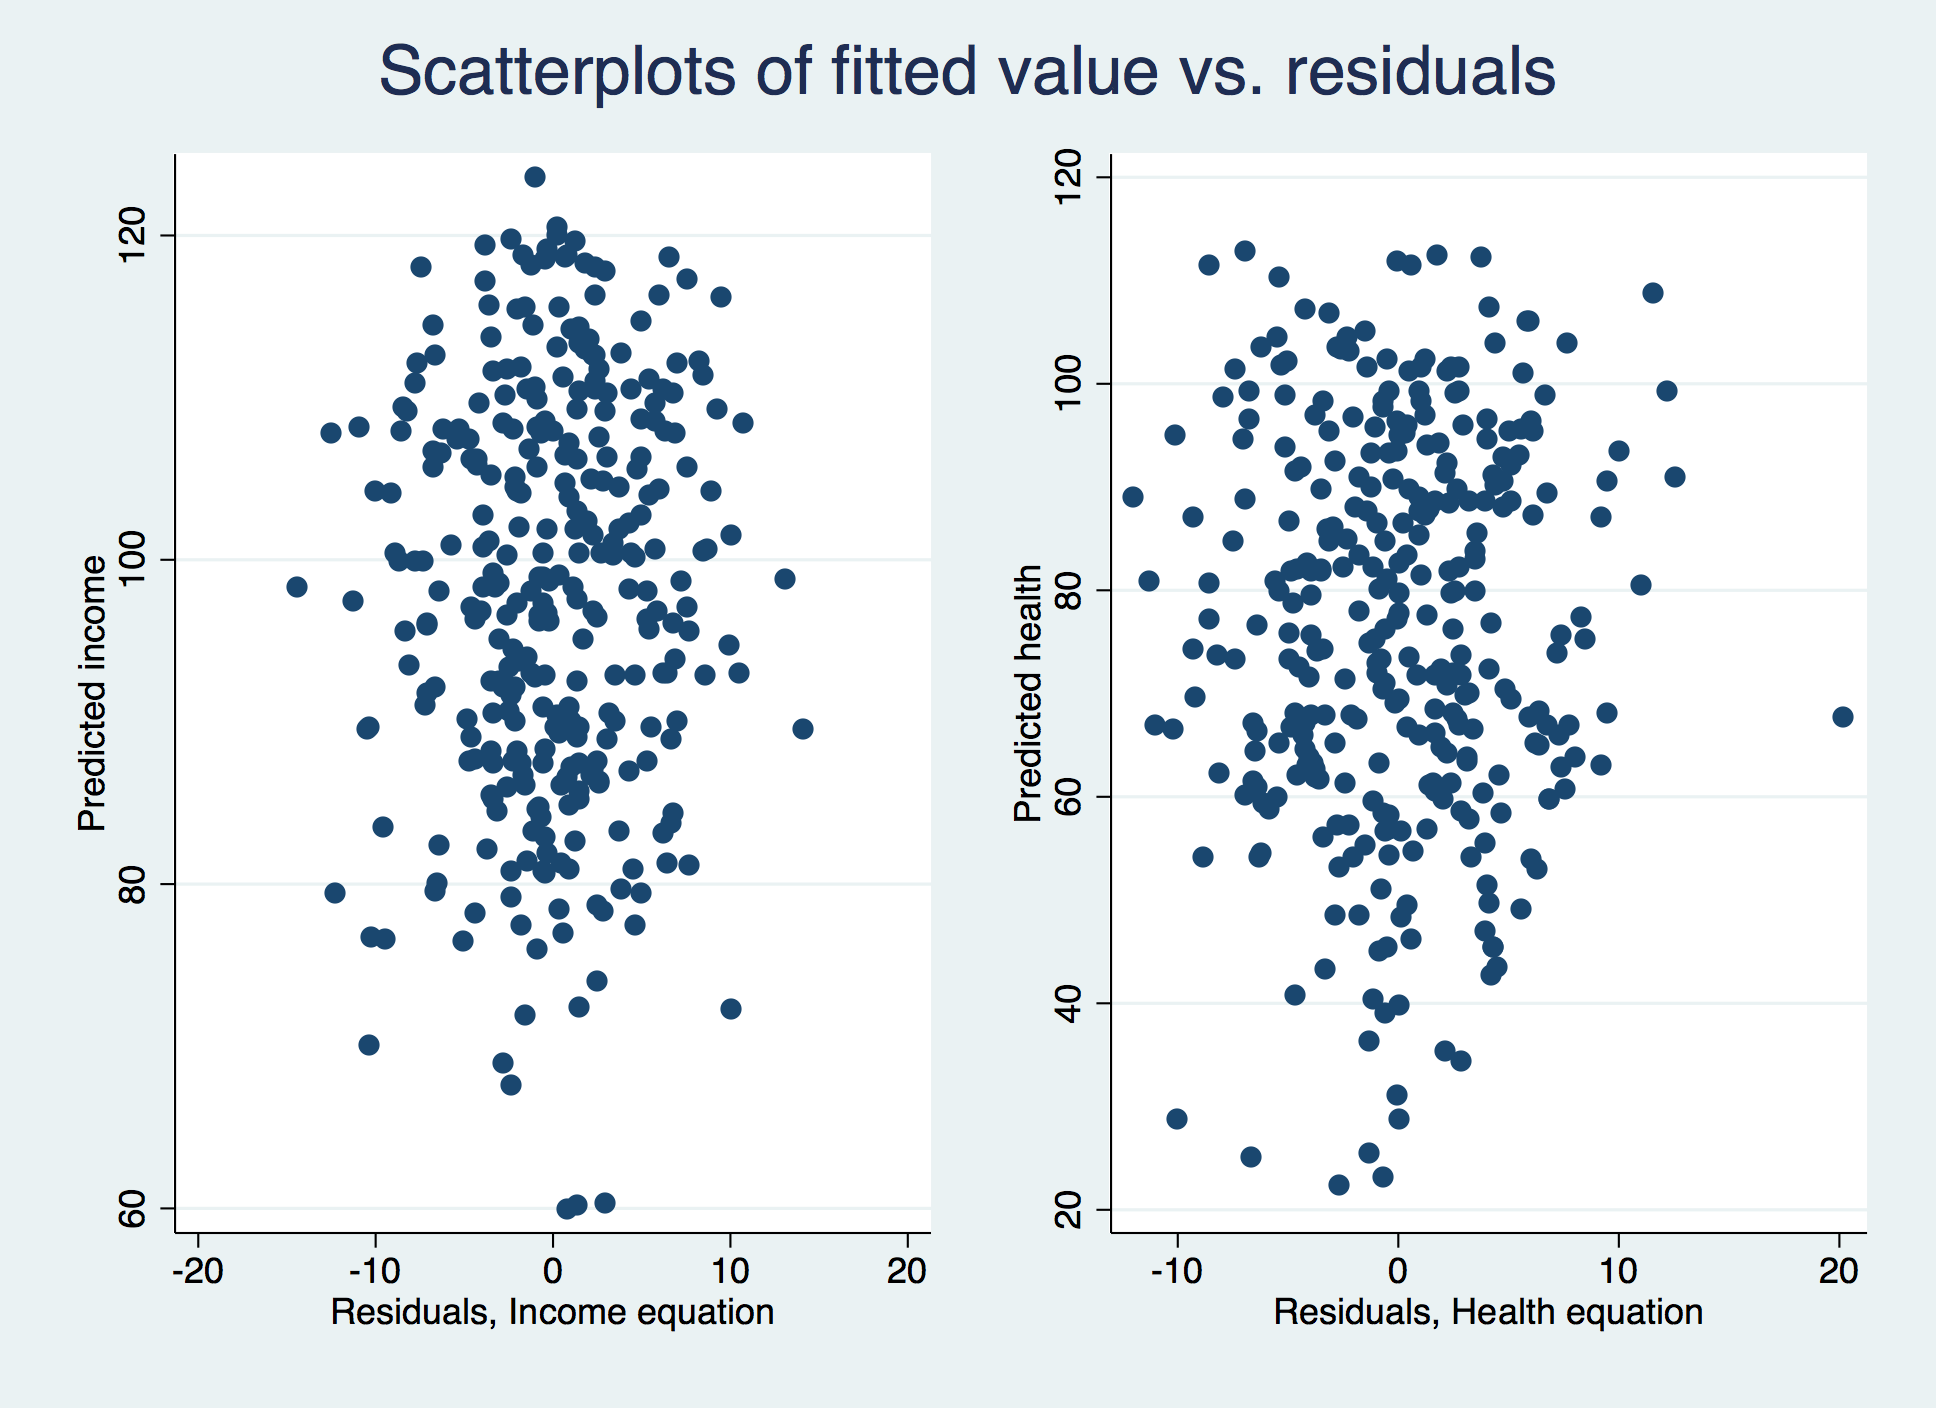 Scatterplots of fitted value vs. residuals
Predicted income
120
100
80
60
-20 -10 0 10 20
Residuals, Income equation
Predicted health
120
100
80
60
40
20
-10 0 10 20
Residuals, Health equation